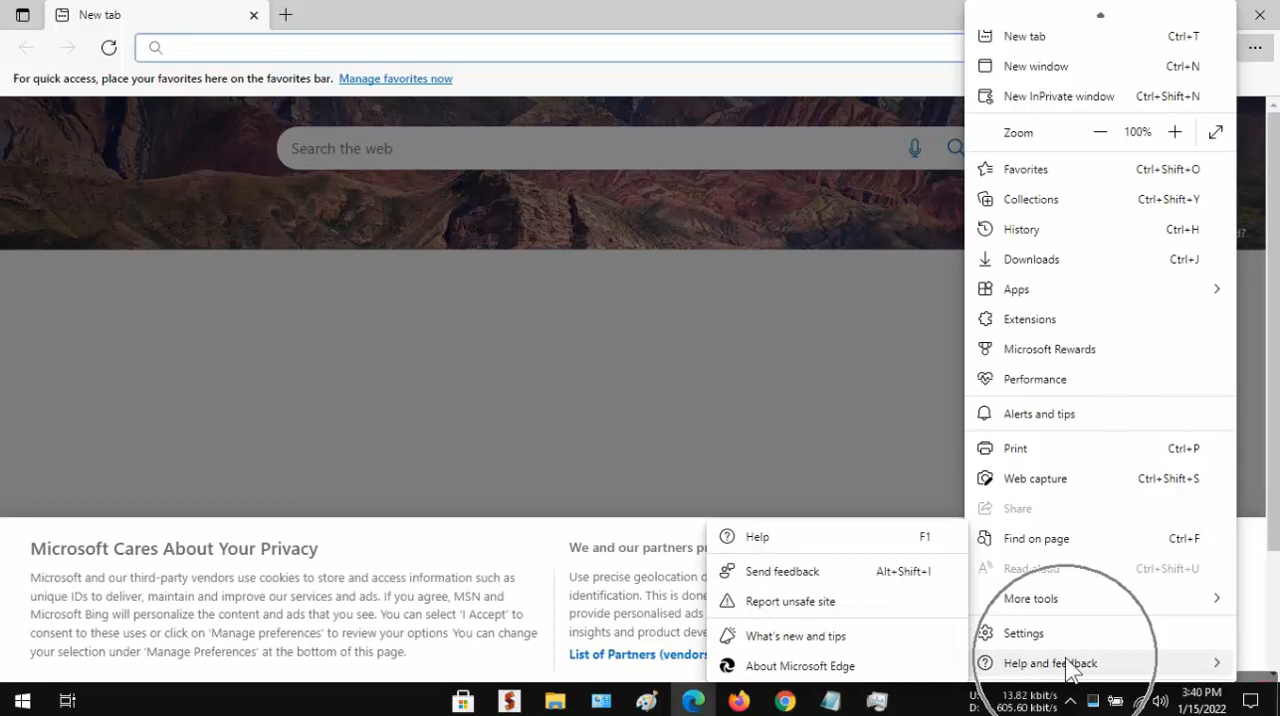 New tab
For quick access, place your favorites here on the favorites bar. Manage favorites now
Search the web
New tab Ctrl+T
New window Ctrl+N
New InPrivate window Ctrl+Shift+N
Zoom 100%
Favorites Ctrl+Shift+O
Collections Ctrl+Shift+Y
History Ctrl+H
Downloads Ctrl+J
Apps
Extensions
Microsoft Rewards
Performance
Alerts and tips
Print Ctrl+P
Web capture Ctrl+Shift+S
Share
Find on page Ctrl+F
Read aloud Ctrl+Shift+U
More tools
Settings
Help and feedback
Help F1
Send feedback Alt+Shift+I
Report unsafe site
What's new and tips
About Microsoft Edge
Microsoft Cares About Your Privacy
Microsoft and our third-party vendors use cookies to store and access information such as
unique IDs to deliver, maintain and improve our services and ads. If you agree, MSN and
Microsoft Bing will personalize the content and ads that you see. You can select 'I Accept' to
consent to these uses or click on 'Manage preferences' to review your options You can change
your selection under 'Manage Preferences' at the bottom of this page.
We and our partners
Use precise geolocation
identification. This is done
provide personalised ads
insights and product
List of Partners (vendors
U: 13.82 kbit/s
D: 605.60 kbit/s
3:40 PM
1/15/2022